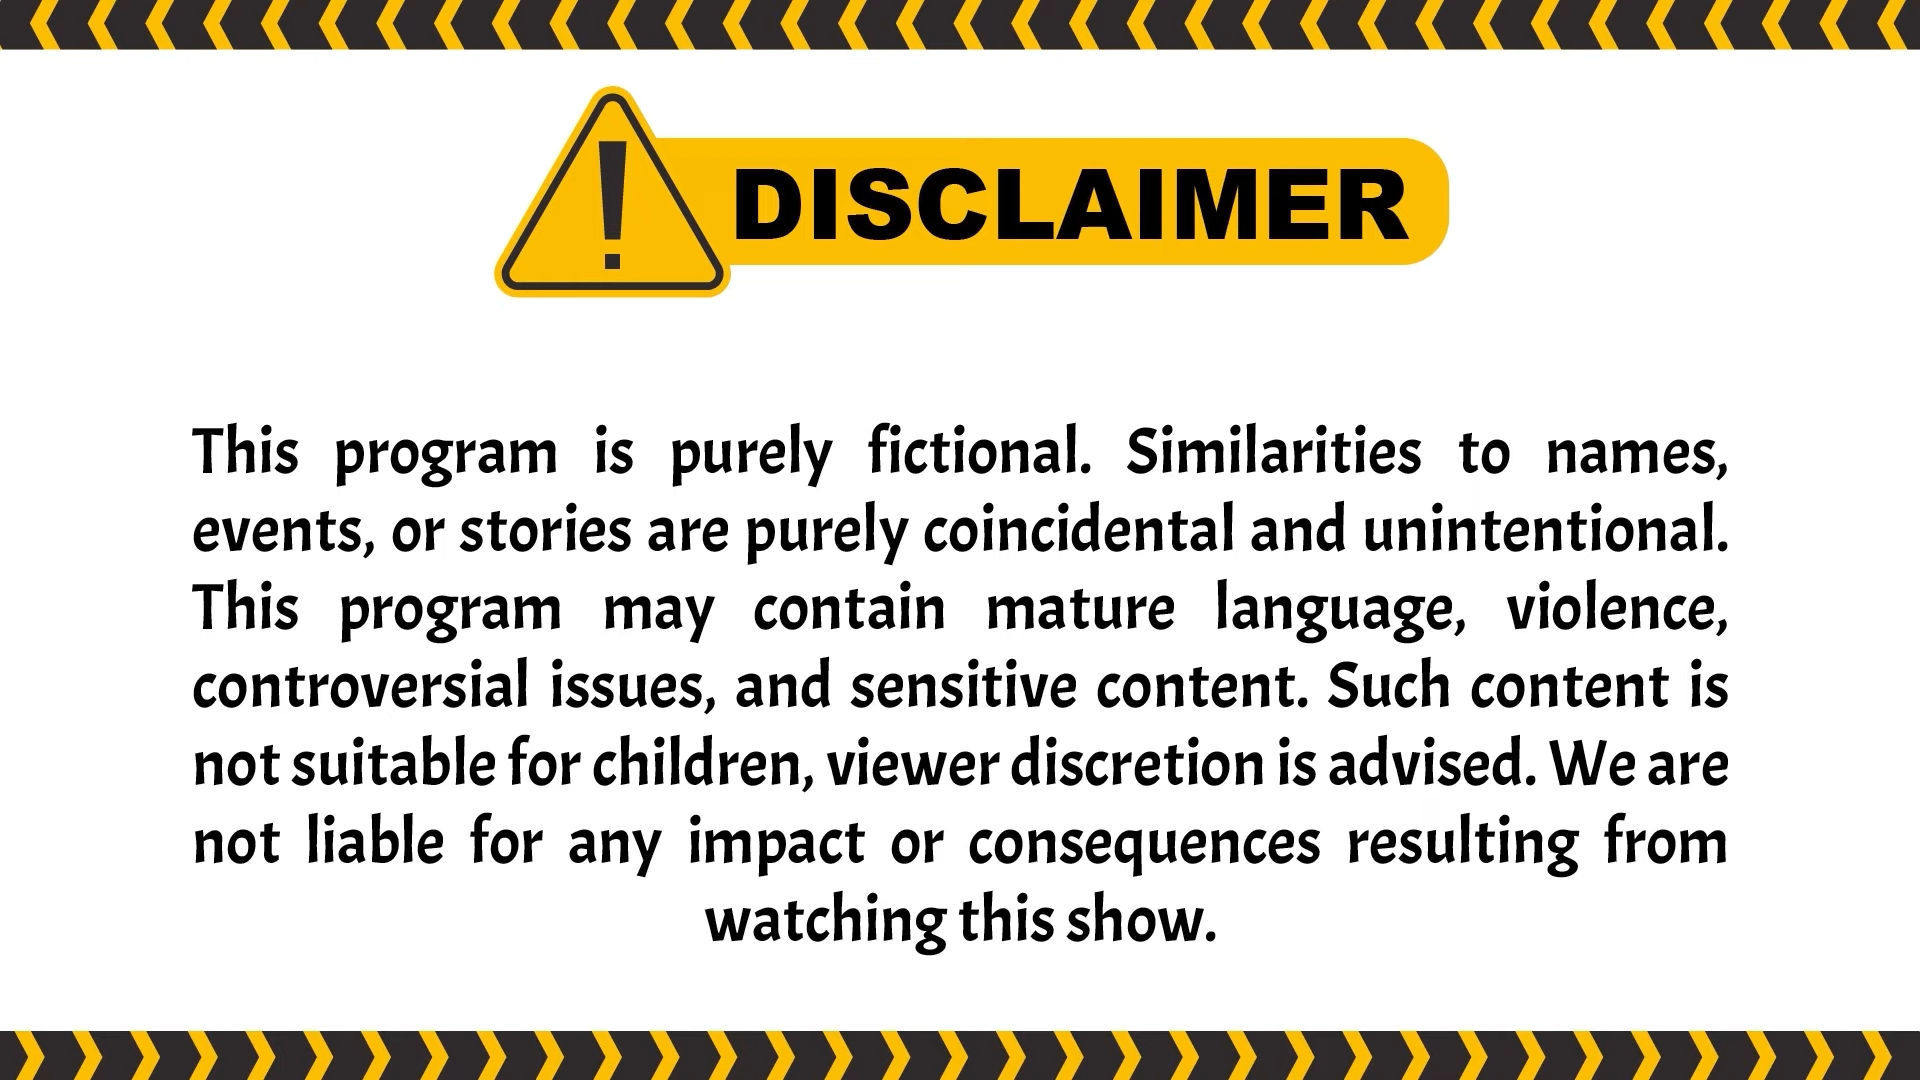 DISCLAIMER
This program is purely fictional. Similarities to names,
events, or stories are purely coincidental and unintentional.
This program may contain mature language, violence,
controversial issues, and sensitive content. Such content is
not suitable for children, viewer discretion is advised. We are
not liable for any impact or consequences resulting from
watching this show.